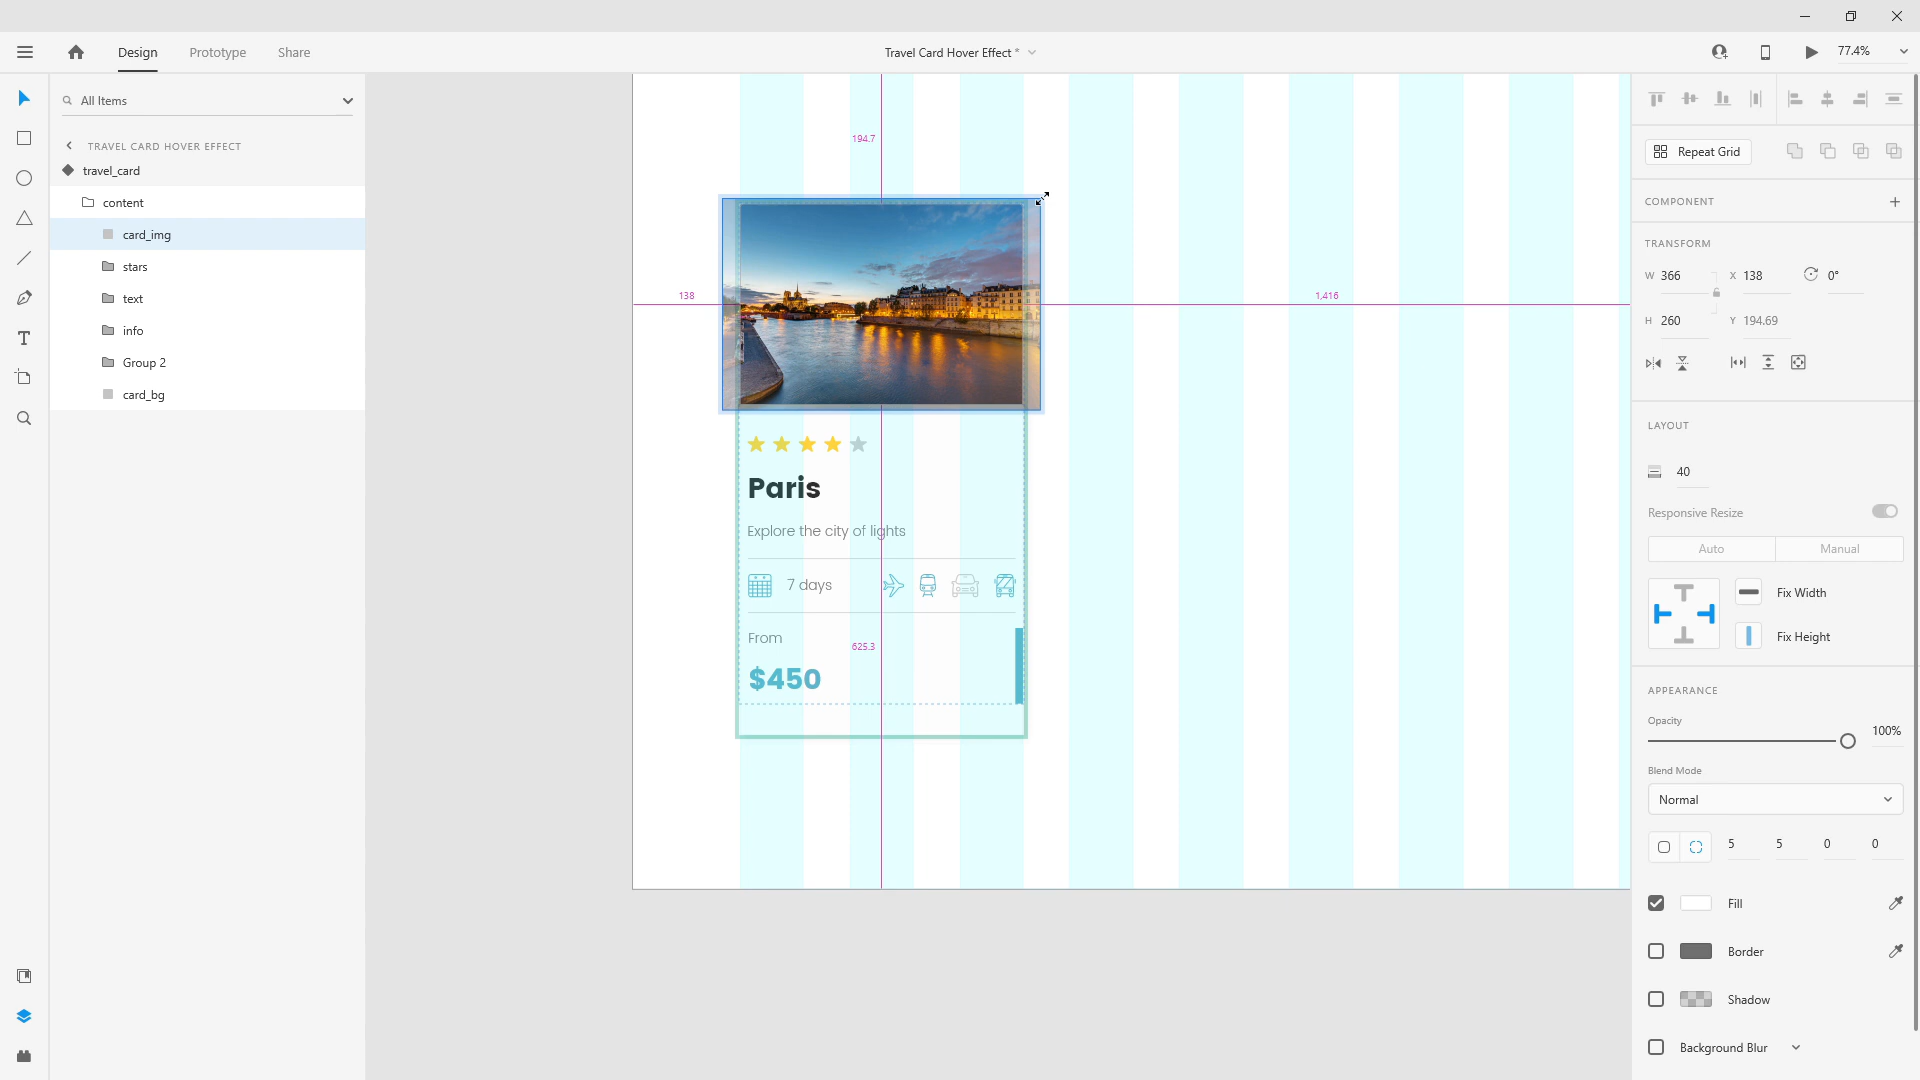 Design
Prototype
Share
Travel Card Hover Effect *
77.4%
All Items
TRAVEL CARD HOVER EFFECT
travel_card
content
card_img
stars
text
info
Group 2
card_bg
194.7
138
1,416
Paris
Explore the city of lights
7 days
From
625.3
$450
Repeat Grid
COMPONENT
TRANSFORM
W 366
X 138
0°
H 260
Y 194.69
LAYOUT
40
Responsive Resize
Auto
Manual
Fix Width
Fix Height
APPEARANCE
Opacity
100%
Blend Mode
Normal
5 5 0 0
Fill
Border
Shadow
Background Blur